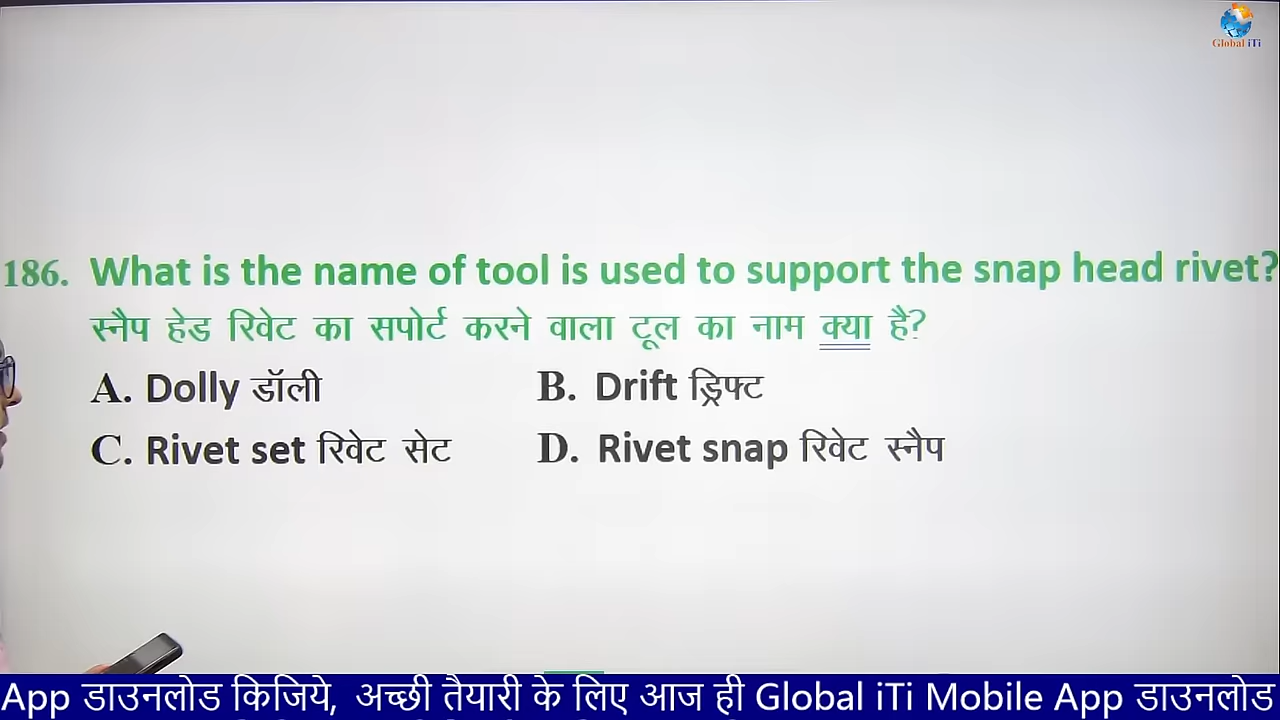 Global iTi
186. What is the name of tool is used to support the snap head rivet?
स्नैप हेड रिवेट का सपोर्ट करने वाला टूल का नाम क्या है?
A. Dolly डॉली B. Drift ड्रिफ्ट
C. Rivet set रिवेट सेट D. Rivet snap रिवेट स्नैप
App डाउनलोड किजिये, अच्छी तैयारी के लिए आज ही Global iTi Mobile App डाउनलोड